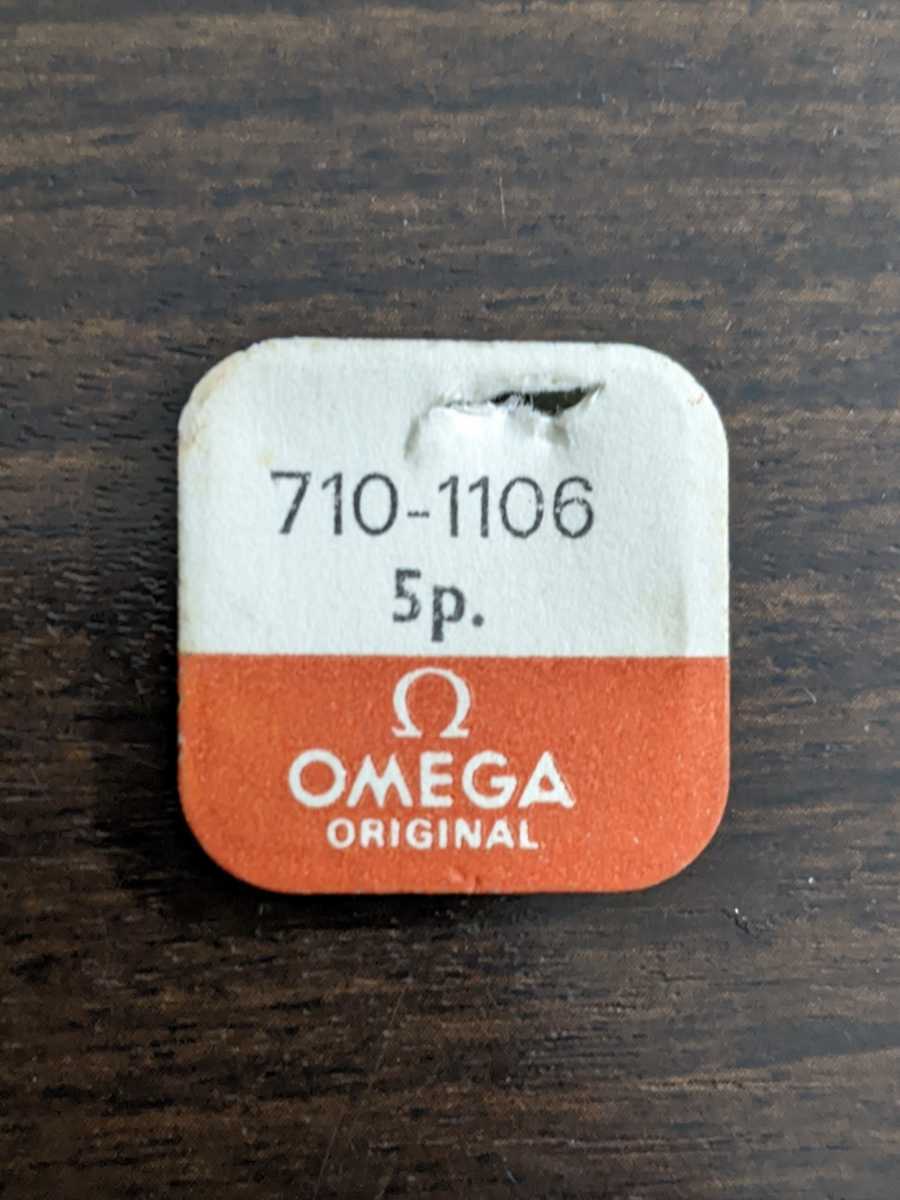 710-1106
5p.
Ω
OMEGA
ORIGINAL